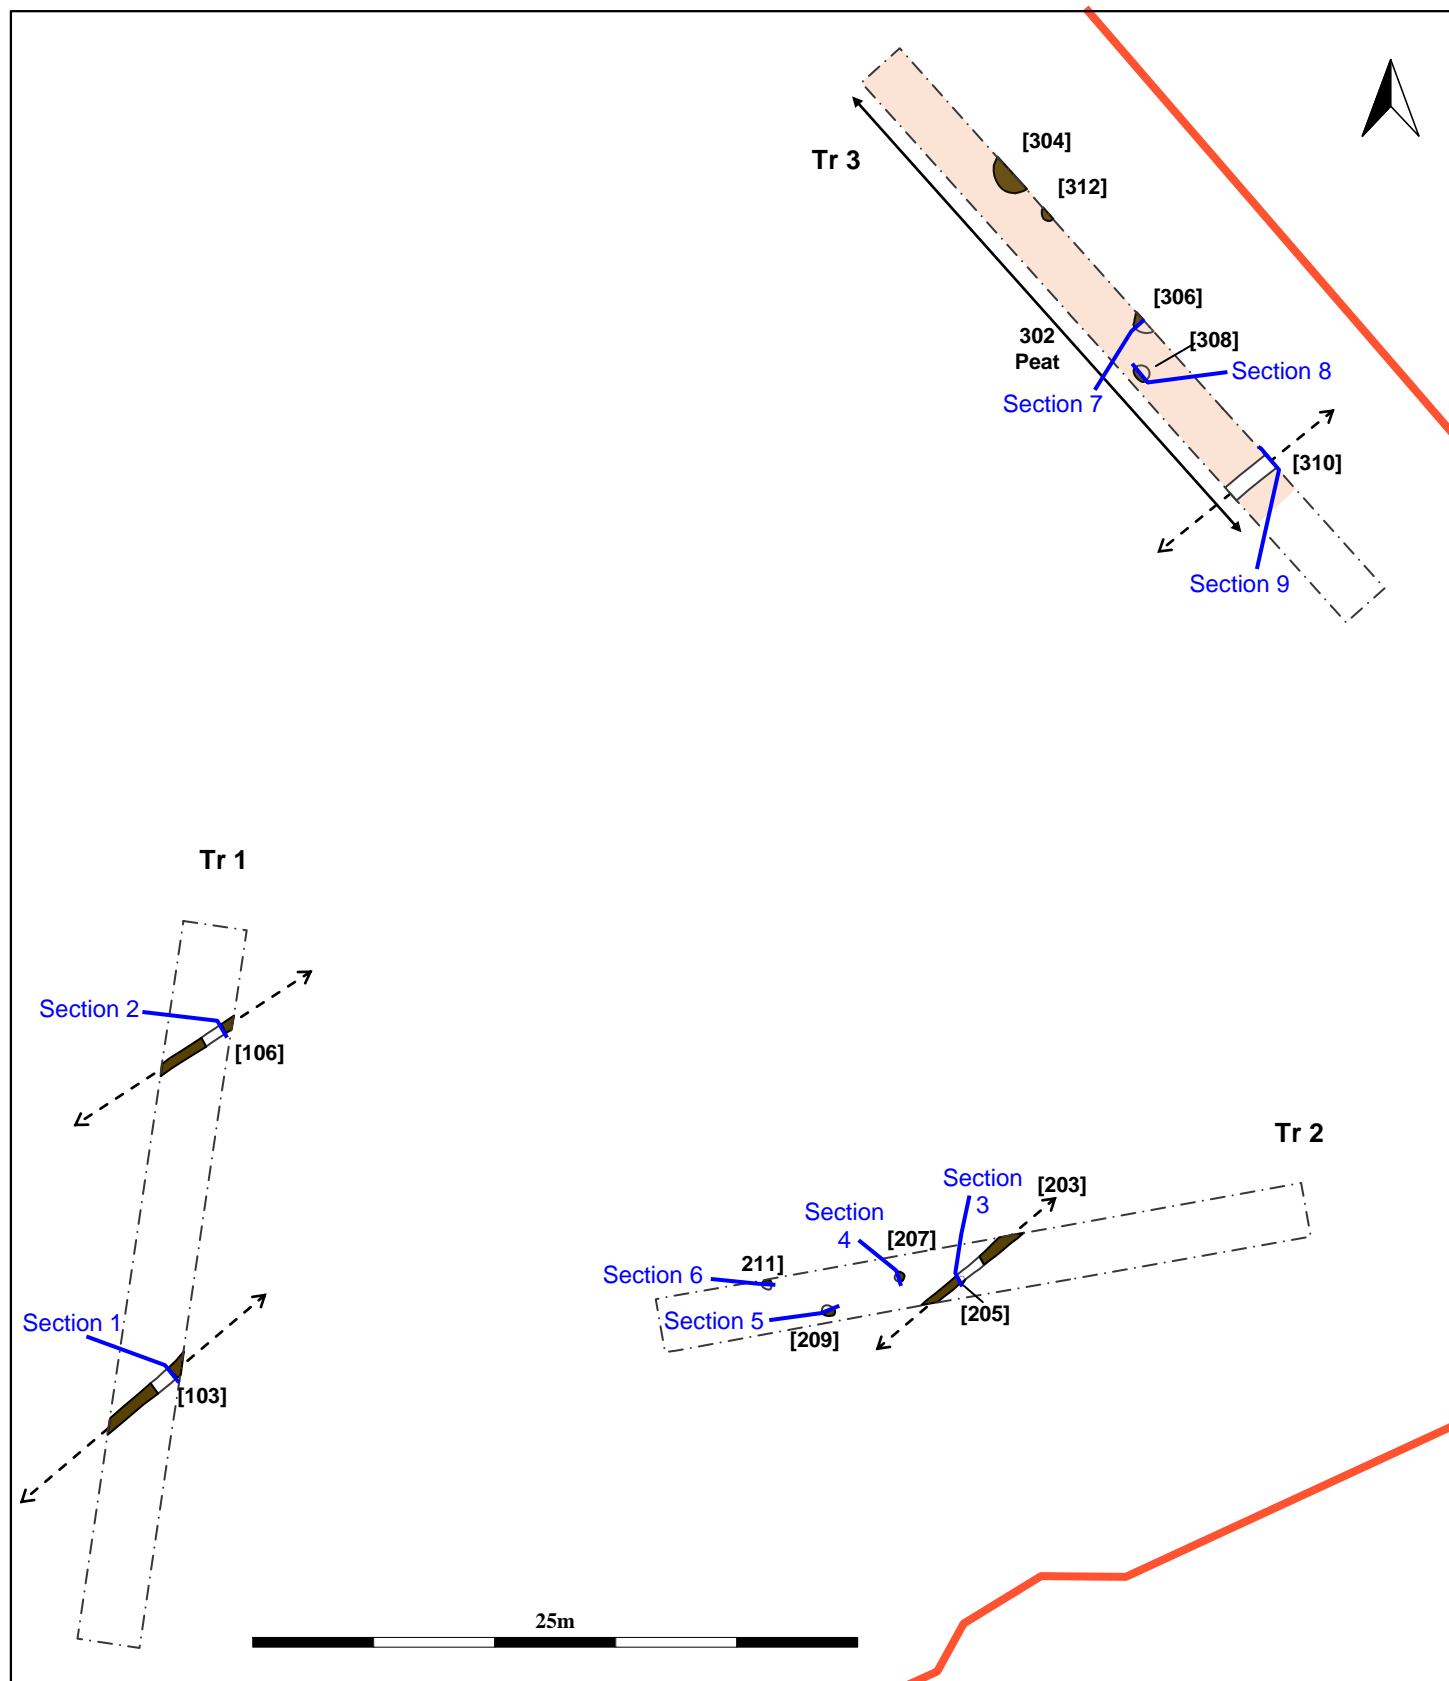 [304]
Tr 3
[312]
[306]
302
Peat
[308]
Section 8
Section 7
[310]
Section 9
Tr 1
Section 2
[106]
Tr 2
Section
3
[203]
Section
4
[207]
211]
Section 6
Section 5
[205]
[209]
Section 1
[103]
25m